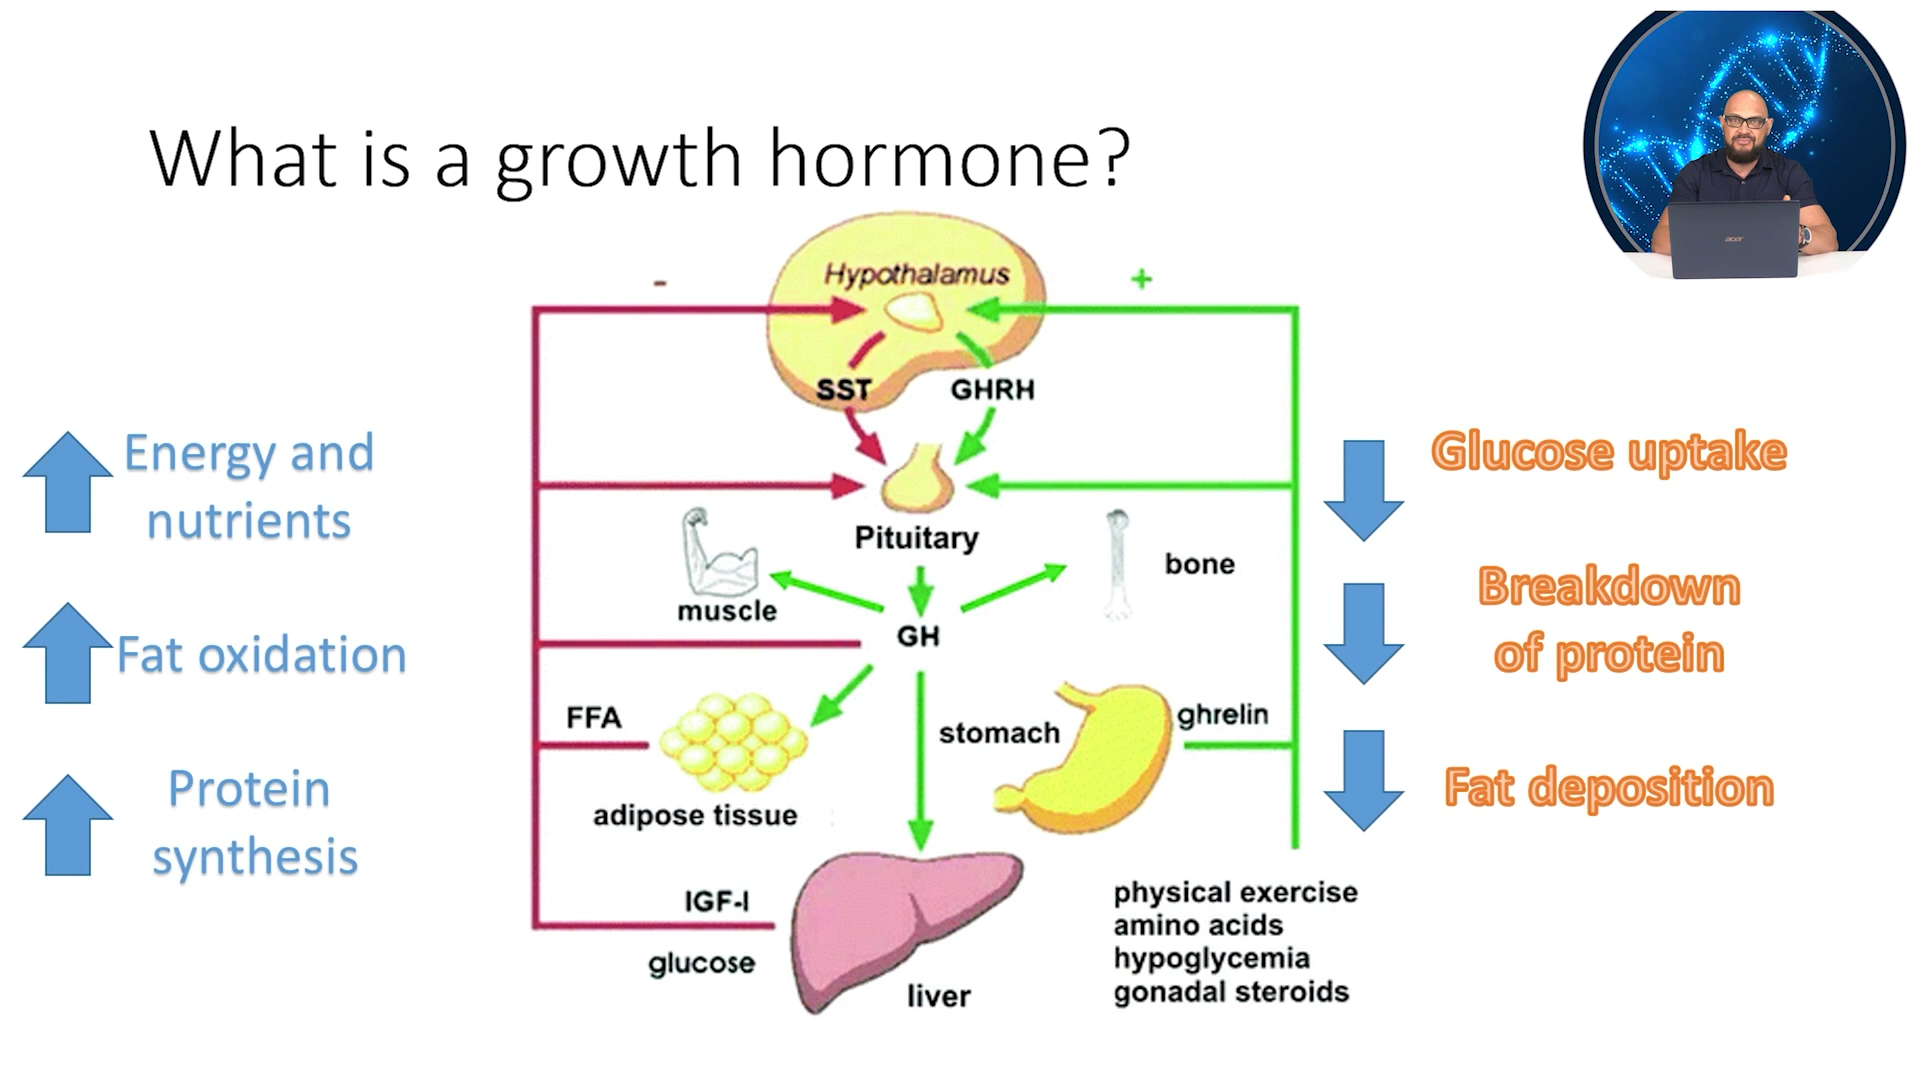 What is a growth hormone?
acer
-
Hypothalamus
+
SST
GHRH
Pituitary
muscle
bone
GH
FFA
adipose tissue
stomach
ghrelin
IGF-I
glucose
liver
physical exercise
amino acids
hypoglycemia
gonadal steroids
Energy and
nutrients
Fat oxidation
Protein
synthesis
Glucose uptake
Breakdown
of protein
Fat deposition